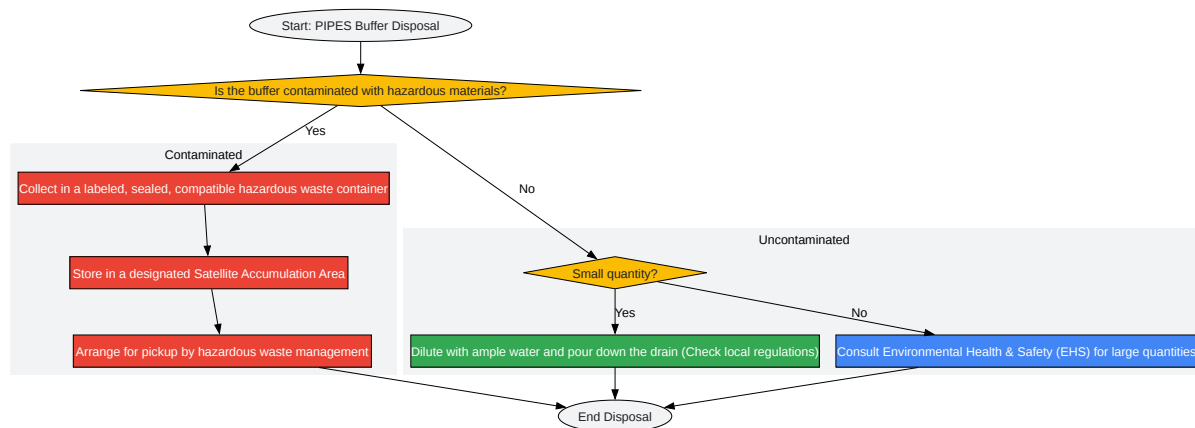 Start: PIPES Buffer Disposal
Is the buffer contaminated with hazardous materials?
Yes
Contaminated
Collect in a labeled, sealed, compatible hazardous waste container
No
Store in a designated Satellite Accumulation Area
Arrange for pickup by hazardous waste management
Uncontaminated
Small quantity?
Yes
No
Dilute with ample water and pour down the drain (Check local regulations)
Consult Environmental Health & Safety (EHS) for large quantities
End Disposal